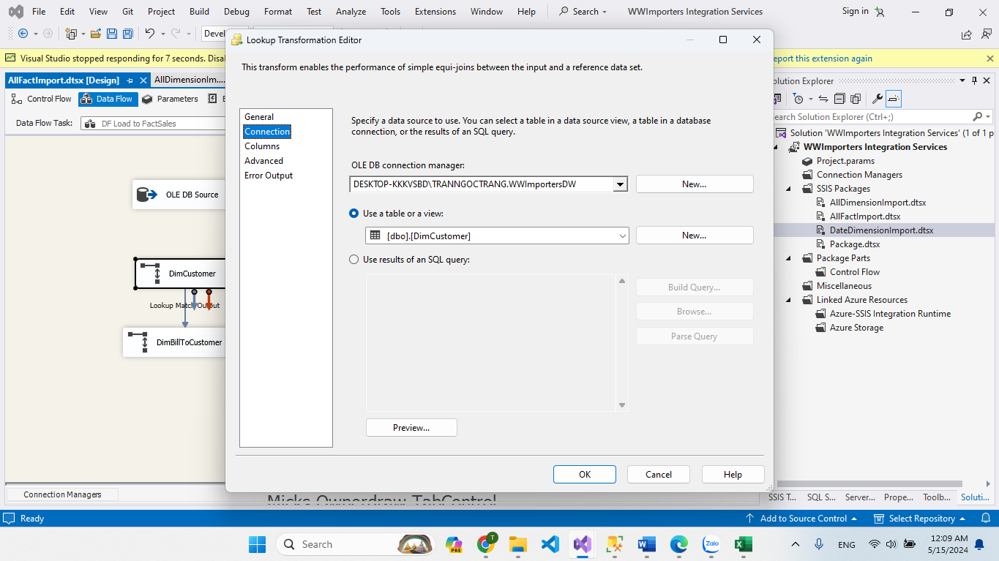 File Edit View Git Project Build Debug Format Test Analyze Tools Extensions Window Help Search WWImporters Integration Services Sign in
Visual Studio stopped responding for 7 seconds.
this extension again
AllFactImport.dtsx [Design] AllDimensionIm...
Control Flow Data Flow Parameters
Data Flow Task: DF Load to FactSales
OLE DB Source
DimCustomer
Lookup Match Output
DimBillToCustomer
Lookup Transformation Editor
This transform enables the performance of simple equi-joins between the input and a reference data set.
General
Connection
Columns
Advanced
Error Output
Specify a data source to use. You can select a table in a data source view, a table in a database
connection, or the results of an SQL query.
OLE DB connection manager:
DESKTOP-KKKVSBD\TRANNGOCTRANG.WWImportersDW New...
Use a table or a view:
[dbo].[DimCustomer] New...
Use results of an SQL query:
Build Query...
Browse...
Parse Query
Preview...
OK Cancel Help
Explorer
Search Solution Explorer (Ctrl+;)
Solution 'WWImporters Integration Services' (1 of 1 p
WWImporters Integration Services
Project.params
Connection Managers
SSIS Packages
AllDimensionImport.dtsx
AllFactImport.dtsx
DateDimensionImport.dtsx
Package.dtsx
Package Parts
Control Flow
Miscellaneous
Linked Azure Resources
Azure-SSIS Integration Runtime
Azure Storage
Connection Managers
Micks Ownerdraw TabControl
SSIS T... SQL S... Server... Prope... Toolb... Soluti...
Ready Add to Source Control Select Repository
Search PRE T Zalo ENG 12:09 AM
5/15/2024